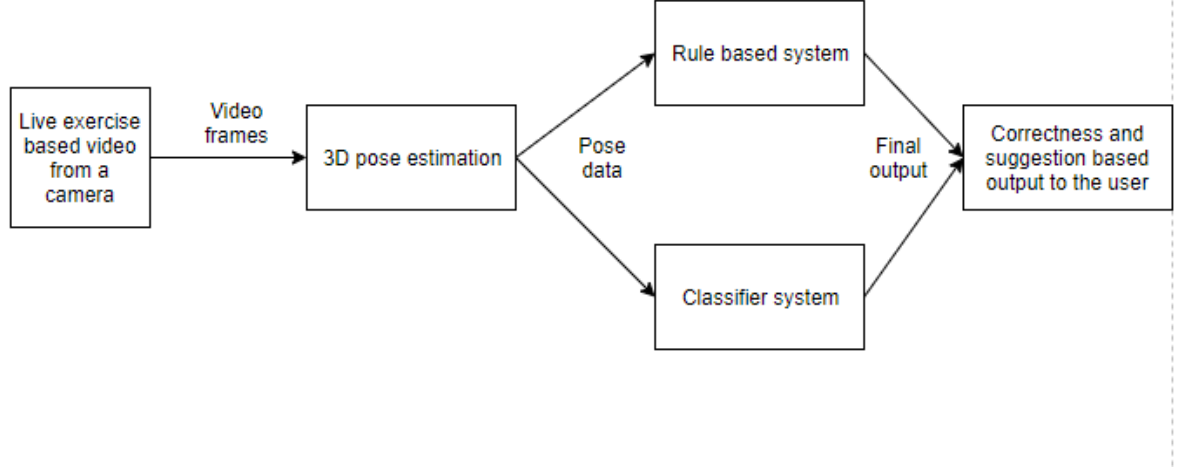 Live exercise
based video
from a
camera
Video
frames
3D pose estimation
Pose
data
Rule based system
Classifier system
Final
output
Correctness and
suggestion based
output to the user